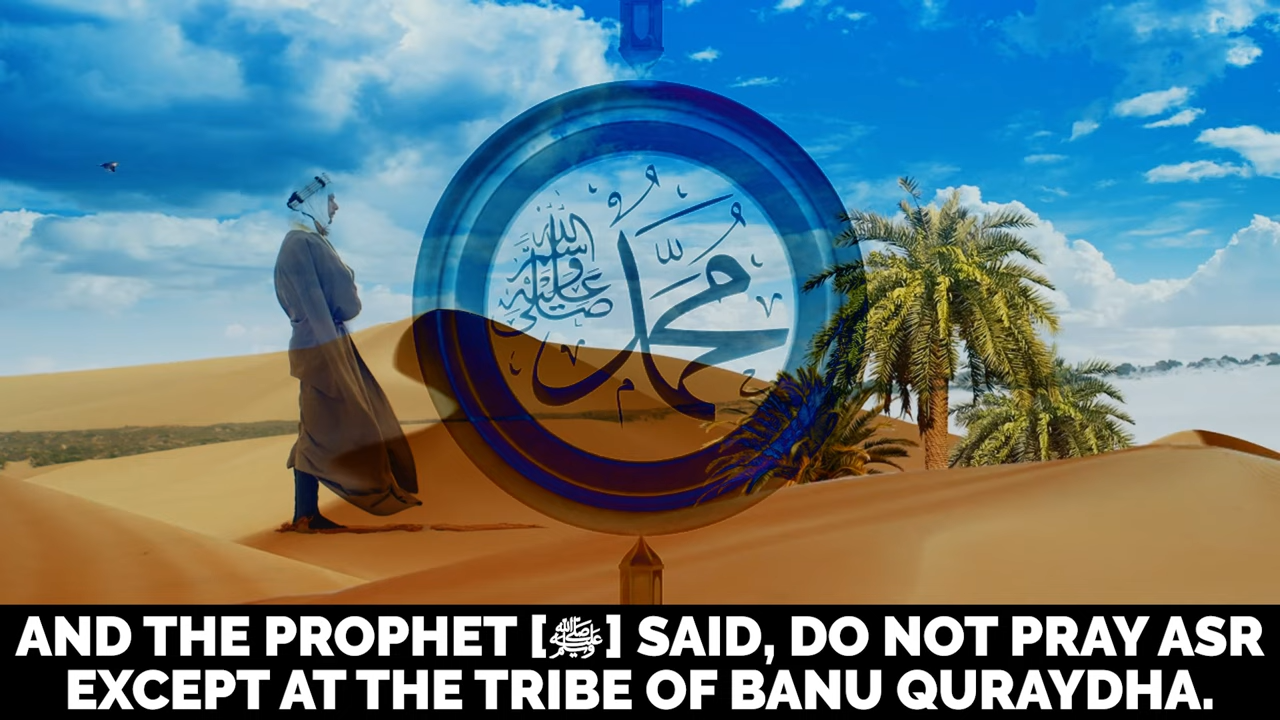 محمد
صلى الله عليه وسلم
AND THE PROPHET [ﷺ] SAID, DO NOT PRAY ASR
EXCEPT AT THE TRIBE OF BANU QURAYDHA.